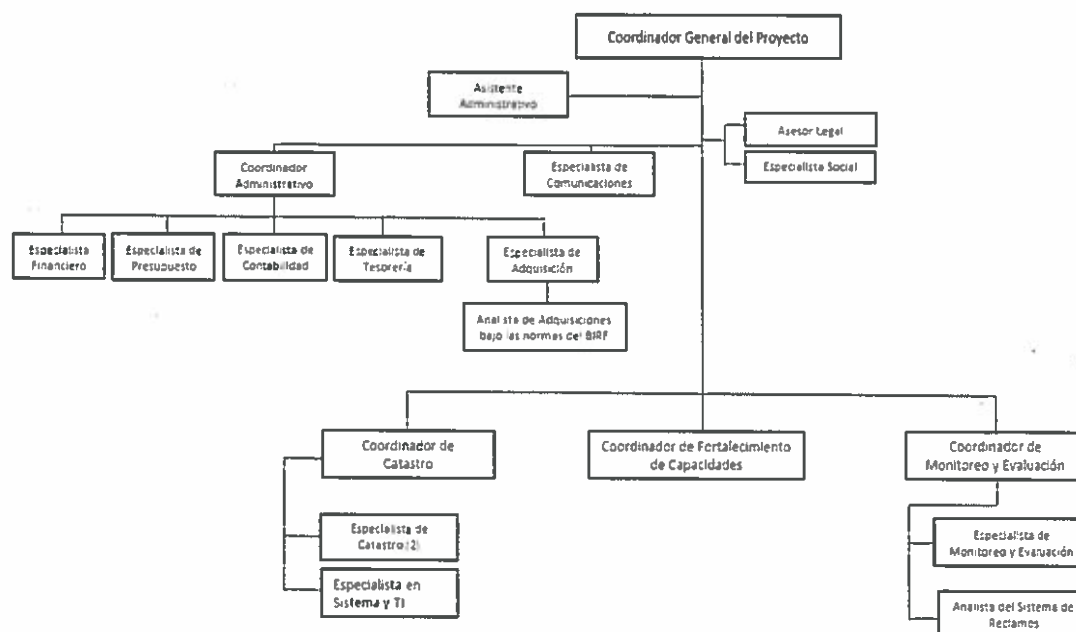 Coordinador General del Proyecto
Asistente
Administrativo
Asesor Legal
Especialista Social
Coordinador
Administrativo
Especialista de
Comunicaciones
Especialista
Financiero
Especialista de
Presupuesto
Especialista de
Contabilidad
Especialista de
Tesorería
Especialista de
Adquisición
Analista de Adquisiciones
bajo las normas del BIRF
Coordinador de
Catastro
Coordinador de Fortalecimiento
de Capacidades
Coordinador de
Monitoreo y Evaluación
Especialista de
Catastro (2)
Especialista en
Sistema y TI
Especialista de
Monitoreo y Evaluación
Analista del Sistema de
Reclamos